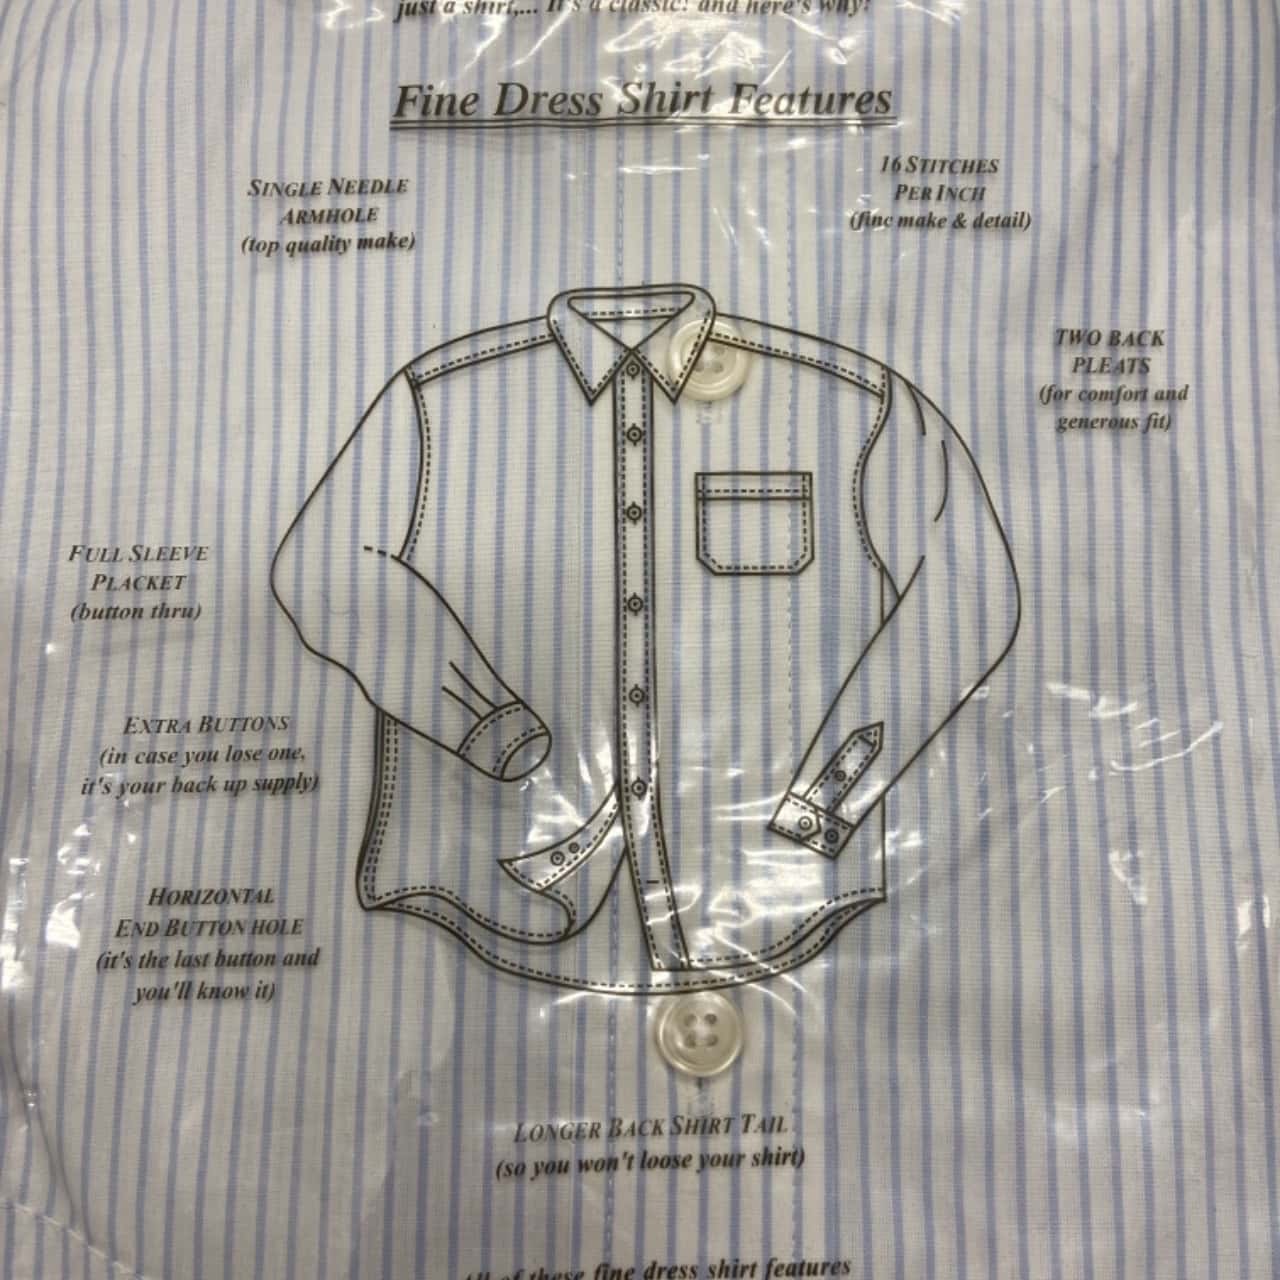 just a shirt,... It's a classic! and here's why?
Fine Dress Shirt Features
SINGLE NEEDLE
ARMHOLE
(top quality make)
16 STITCHES
PER INCH
(fine make & detail)
TWO BACK
PLEATS
(for comfort and
generous fit)
FULL SLEEVE
PLACKET
(button thru)
EXTRA BUTTONS
(in case you lose one,
it's your back up supply)
HORIZONTAL
END BUTTON HOLE
(it's the last button and
you'll know it)
LONGER BACK SHIRT TAIL
(so you won't loose your shirt)
All of these fine dress shirt features